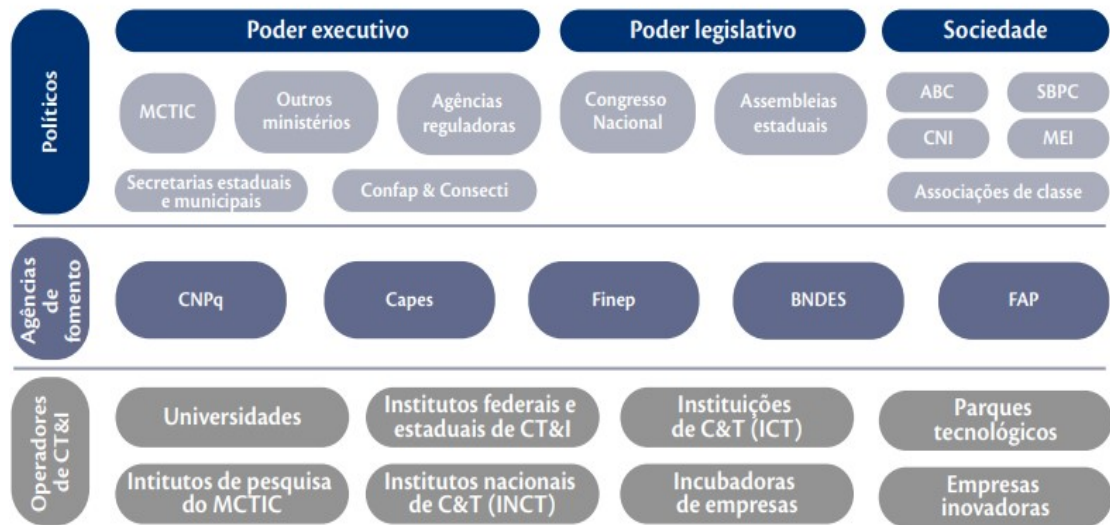 Políticos
Poder executivo
Poder legislativo
Sociedade
MCTIC
Outros
ministérios
Agências
reguladoras
Congresso
Nacional
Assembleias
estaduais
ABC
SBPC
CNI
MEI
Secretarias estaduais
e municipais
Confap & Consecti
Associações de classe
Agências
de
fomento
CNPq
Capes
Finep
BNDES
FAP
Operadores
de CT&I
Universidades
Institutos federais e
estaduais de CT&I
Instituições
de C&T (ICT)
Parques
tecnológicos
Intitutos de pesquisa
do MCTIC
Institutos nacionais
de C&T (INCT)
Incubadoras
de empresas
Empresas
inovadoras